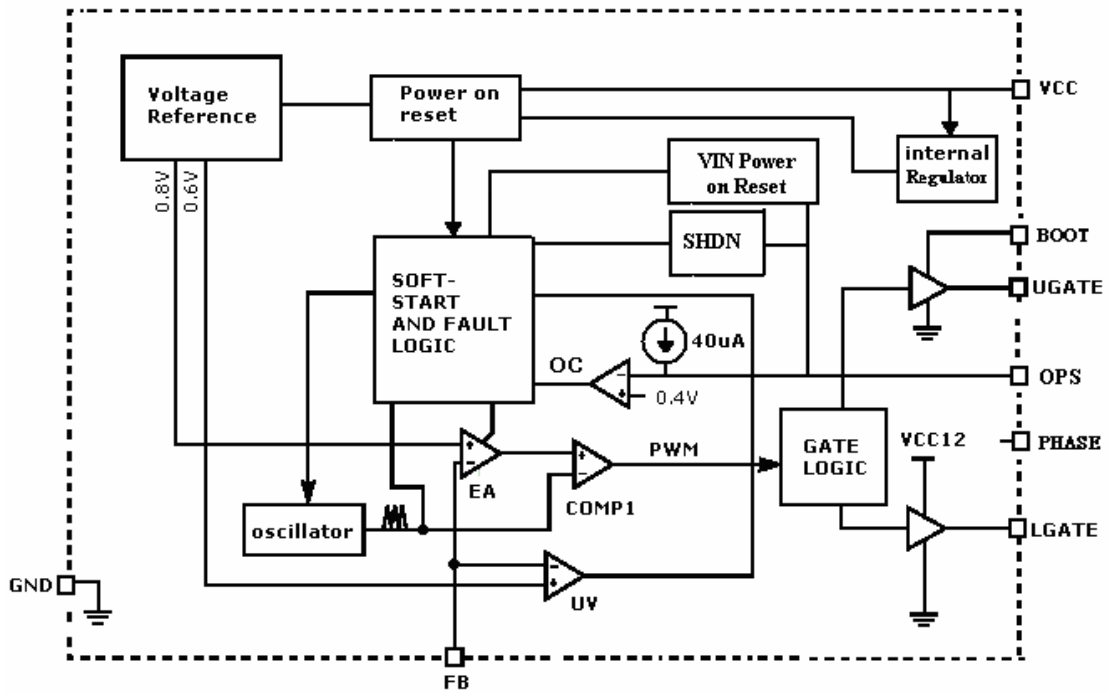 Voltage
Reference
Power on
reset
VCC
internal
Regulator
VIN Power
on Reset
0.8V
0.6V
SHDN
BOOT
UGATE
SOFT-
START
AND FAULT
LOGIC
40uA
OC
0.4V
OPS
GATE
LOGIC
VCC12
PHASE
PWM
EA
COMP1
oscillator
LGATE
GND
UV
FB